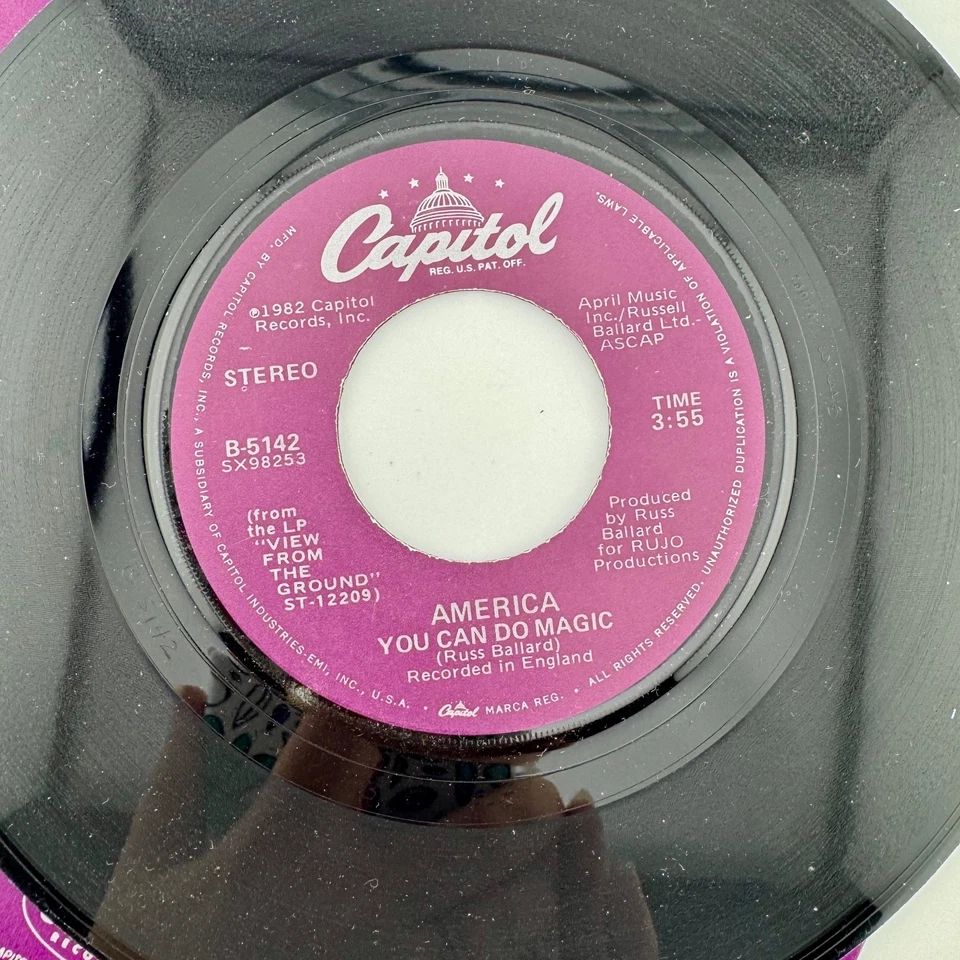 Capitol
REG. U.S. PAT. OFF.
℗1982 Capitol
Records, Inc.
April Music
Inc./Russell
Ballard Ltd.-
ASCAP
STEREO
TIME
3:55
B-5142
SX98253
(from
the LP
"VIEW
FROM
THE
GROUND"
ST-12209)
Produced
by Russ
Ballard
for RUJO
Productions
AMERICA
YOU CAN DO MAGIC
(Russ Ballard)
Recorded in England
MFD. BY CAPITOL RECORDS, INC., A SUBSIDIARY OF CAPITOL INDUSTRIES-EMI, INC., U.S.A. • Capitol MARCA REG. • ALL RIGHTS RESERVED. UNAUTHORIZED DUPLICATION IS A VIOLATION OF APPLICABLE LAWS.